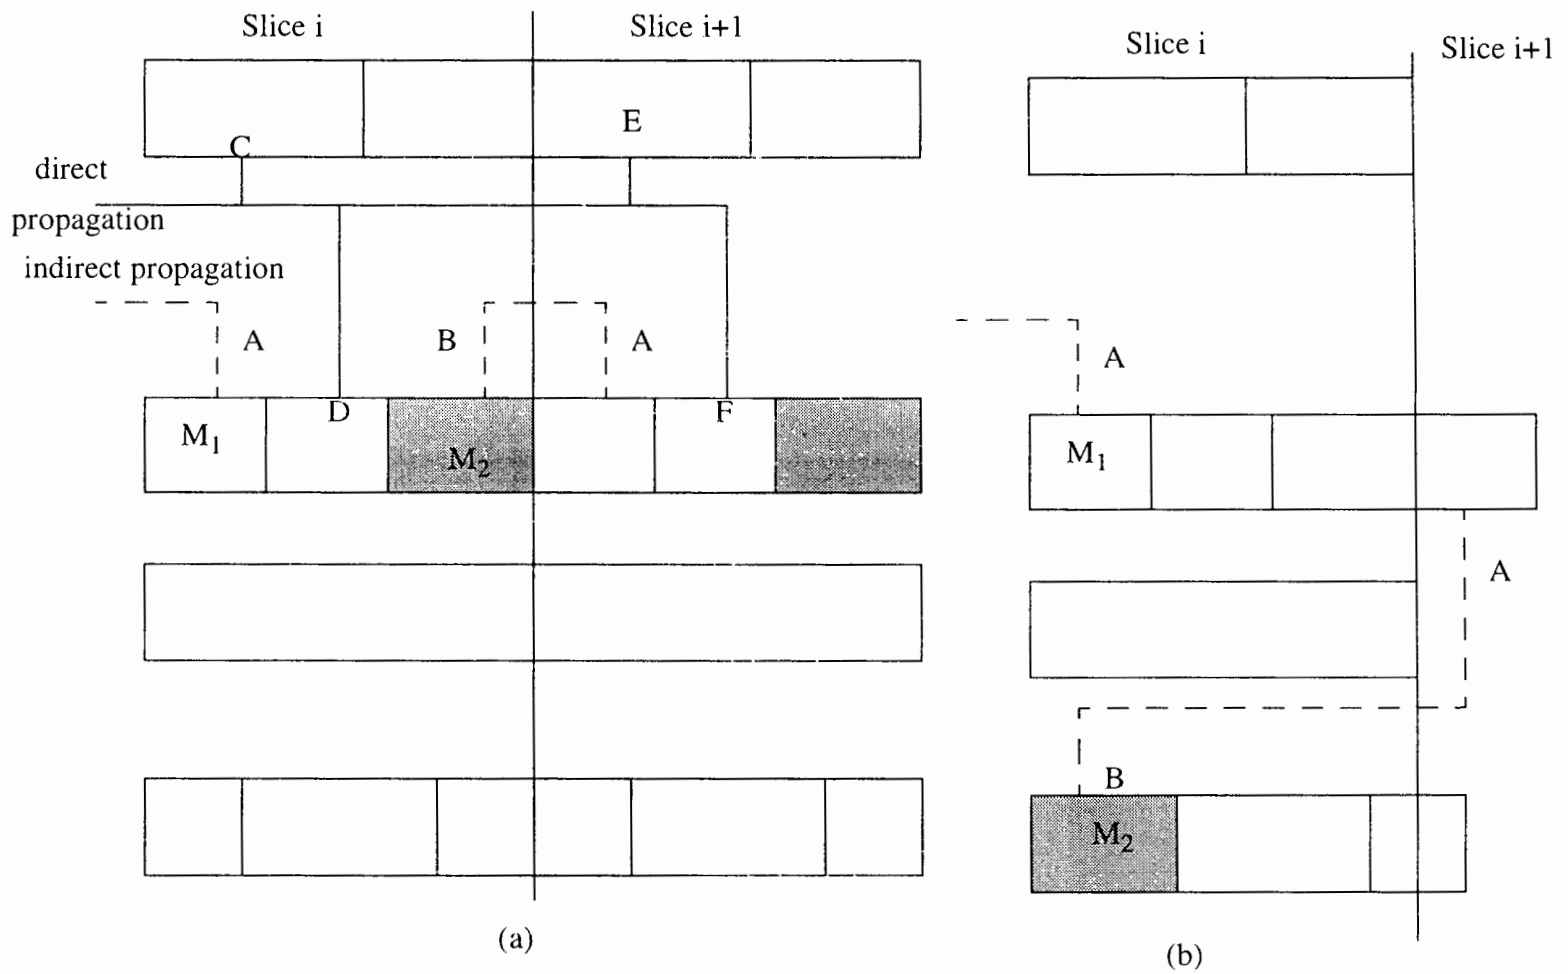 Slice i
Slice i+1
C
E
direct
propagation
indirect propagation
A
B
A
M1
D
M2
F
(a)
Slice i
Slice i+1
A
M1
A
B
M2
(b)